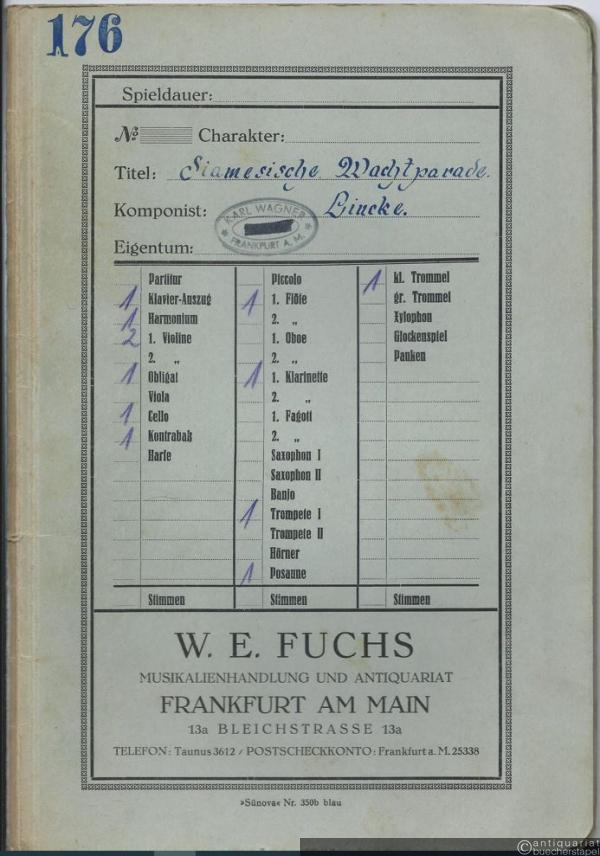 176
Spieldauer:
№ Charakter:
Titel: Siamesische Wachtparade.
Komponist: Lincke.
KARL WAGNER
* FRANKFURT A. M. *
Eigentum:
Partitur
1 Klavier-Auszug
1 Harmonium
2 1. Violine
2. „
1 Obligat
Viola
1 Cello
1 Kontrabaß
Harfe
Stimmen
Piccolo
1 1. Flöte
2. „
1. Oboe
2. „
1 1. Klarinette
2. „
1. Fagott
2. „
Saxophon I
Saxophon II
Banjo
1 Trompete I
Trompete II
Hörner
1 Posaune
Stimmen
1 kl. Trommel
gr. Trommel
Xylophon
Glockenspiel
Pauken
Stimmen
W. E. FUCHS
MUSIKALIENHANDLUNG UND ANTIQUARIAT
FRANKFURT AM MAIN
13a BLEICHSTRASSE 13a
TELEFON: Taunus 3612 / POSTSCHECKKONTO: Frankfurt a. M. 25338
»Sünova« Nr. 350b blau
©antiquariat
buecherstapel